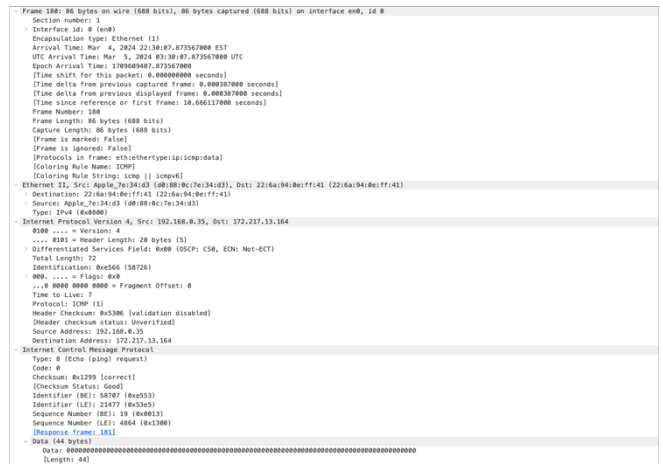 Frame 180: 86 bytes on wire (688 bits), 86 bytes captured (688 bits) on interface en0, id 0
Section number: 1
Interface id: 0 (en0)
Encapsulation type: Ethernet (1)
Arrival Time: Mar 4, 2024 22:30:07.873567000 EST
UTC Arrival Time: Mar 5, 2024 03:30:07.873567000 UTC
Epoch Arrival Time: 1709609407.873567000
[Time shift for this packet: 0.000000000 seconds]
[Time delta from previous captured frame: 0.000387000 seconds]
[Time delta from previous displayed frame: 0.000387000 seconds]
[Time since reference or first frame: 10.666117000 seconds]
Frame Number: 180
Frame Length: 86 bytes (688 bits)
Capture Length: 86 bytes (688 bits)
[Frame is marked: False]
[Frame is ignored: False]
[Protocols in frame: eth:ethertype:ip:icmp:data]
[Coloring Rule Name: ICMP]
[Coloring Rule String: icmp || icmpv6]
Ethernet II, Src: Apple_7e:34:d3 (d0:88:0c:7e:34:d3), Dst: 22:6a:94:0e:ff:41 (22:6a:94:0e:ff:41)
Destination: 22:6a:94:0e:ff:41 (22:6a:94:0e:ff:41)
Source: Apple_7e:34:d3 (d0:88:0c:7e:34:d3)
Type: IPv4 (0x0800)
Internet Protocol Version 4, Src: 192.168.0.35, Dst: 172.217.13.164
0100 .... = Version: 4
.... 0101 = Header Length: 20 bytes (5)
Differentiated Services Field: 0x00 (DSCP: CS0, ECN: Not-ECT)
Total Length: 72
Identification: 0xe566 (58726)
000. .... = Flags: 0x0
...0 0000 0000 0000 = Fragment Offset: 0
Time to Live: 7
Protocol: ICMP (1)
Header Checksum: 0x5306 [validation disabled]
[Header checksum status: Unverified]
Source Address: 192.168.0.35
Destination Address: 172.217.13.164
Internet Control Message Protocol
Type: 8 (Echo (ping) request)
Code: 0
Checksum: 0x1299 [correct]
[Checksum Status: Good]
Identifier (BE): 58707 (0xe553)
Identifier (LE): 21477 (0x53e5)
Sequence Number (BE): 19 (0x0013)
Sequence Number (LE): 4864 (0x1300)
[Response frame: 181]
Data (44 bytes)
Data: 0000000000000000000000000000000000000000000000000000000000000000000000000000000000000000
[Length: 44]